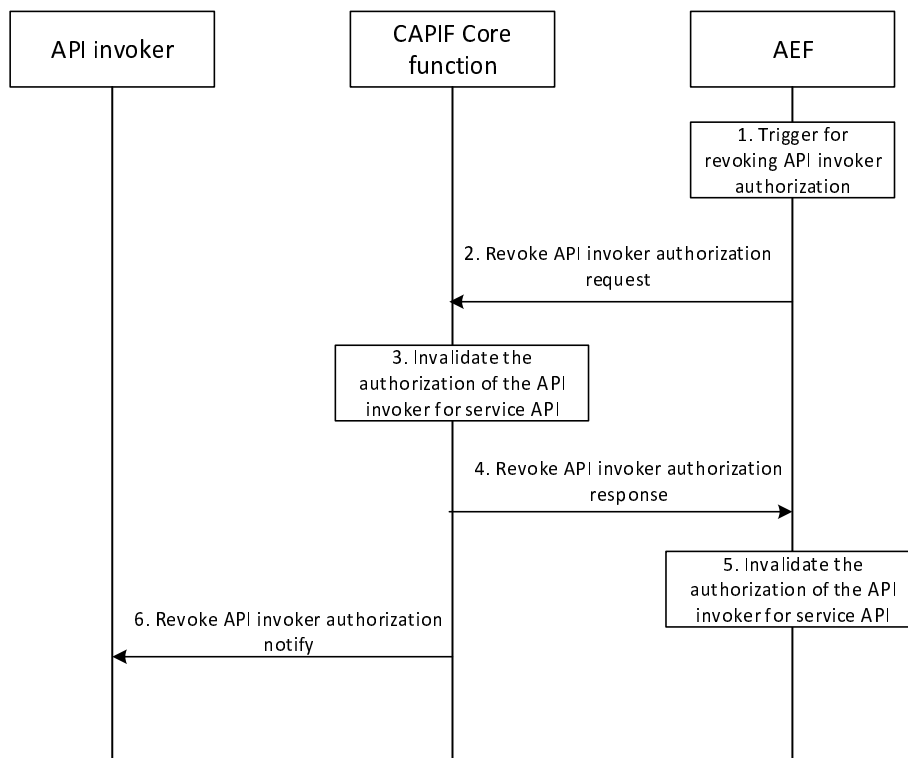 API invoker
CAPIF Core
function
AEF
1. Trigger for
revoking API invoker
authorization
2. Revoke API invoker authorization
request
3. Invalidate the
authorization of the API
invoker for service API
4. Revoke API invoker authorization
response
5. Invalidate the
authorization of the API
invoker for service API
6. Revoke API invoker authorization
notify